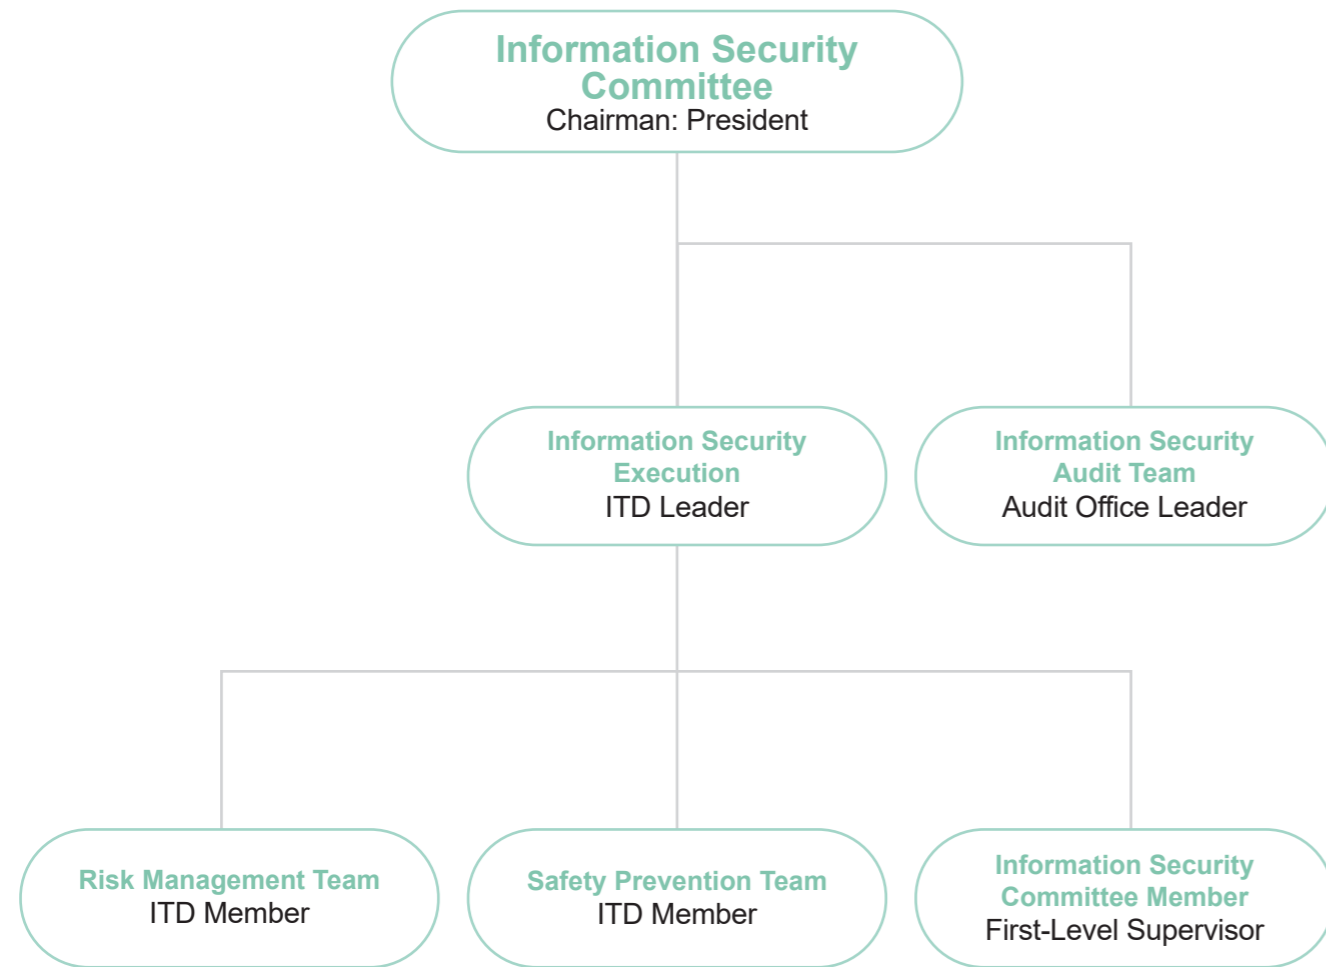 Information Security
Committee
Chairman: President
Information Security
Execution
ITD Leader
Information Security
Audit Team
Audit Office Leader
Risk Management Team
ITD Member
Safety Prevention Team
ITD Member
Information Security
Committee Member
First-Level Supervisor